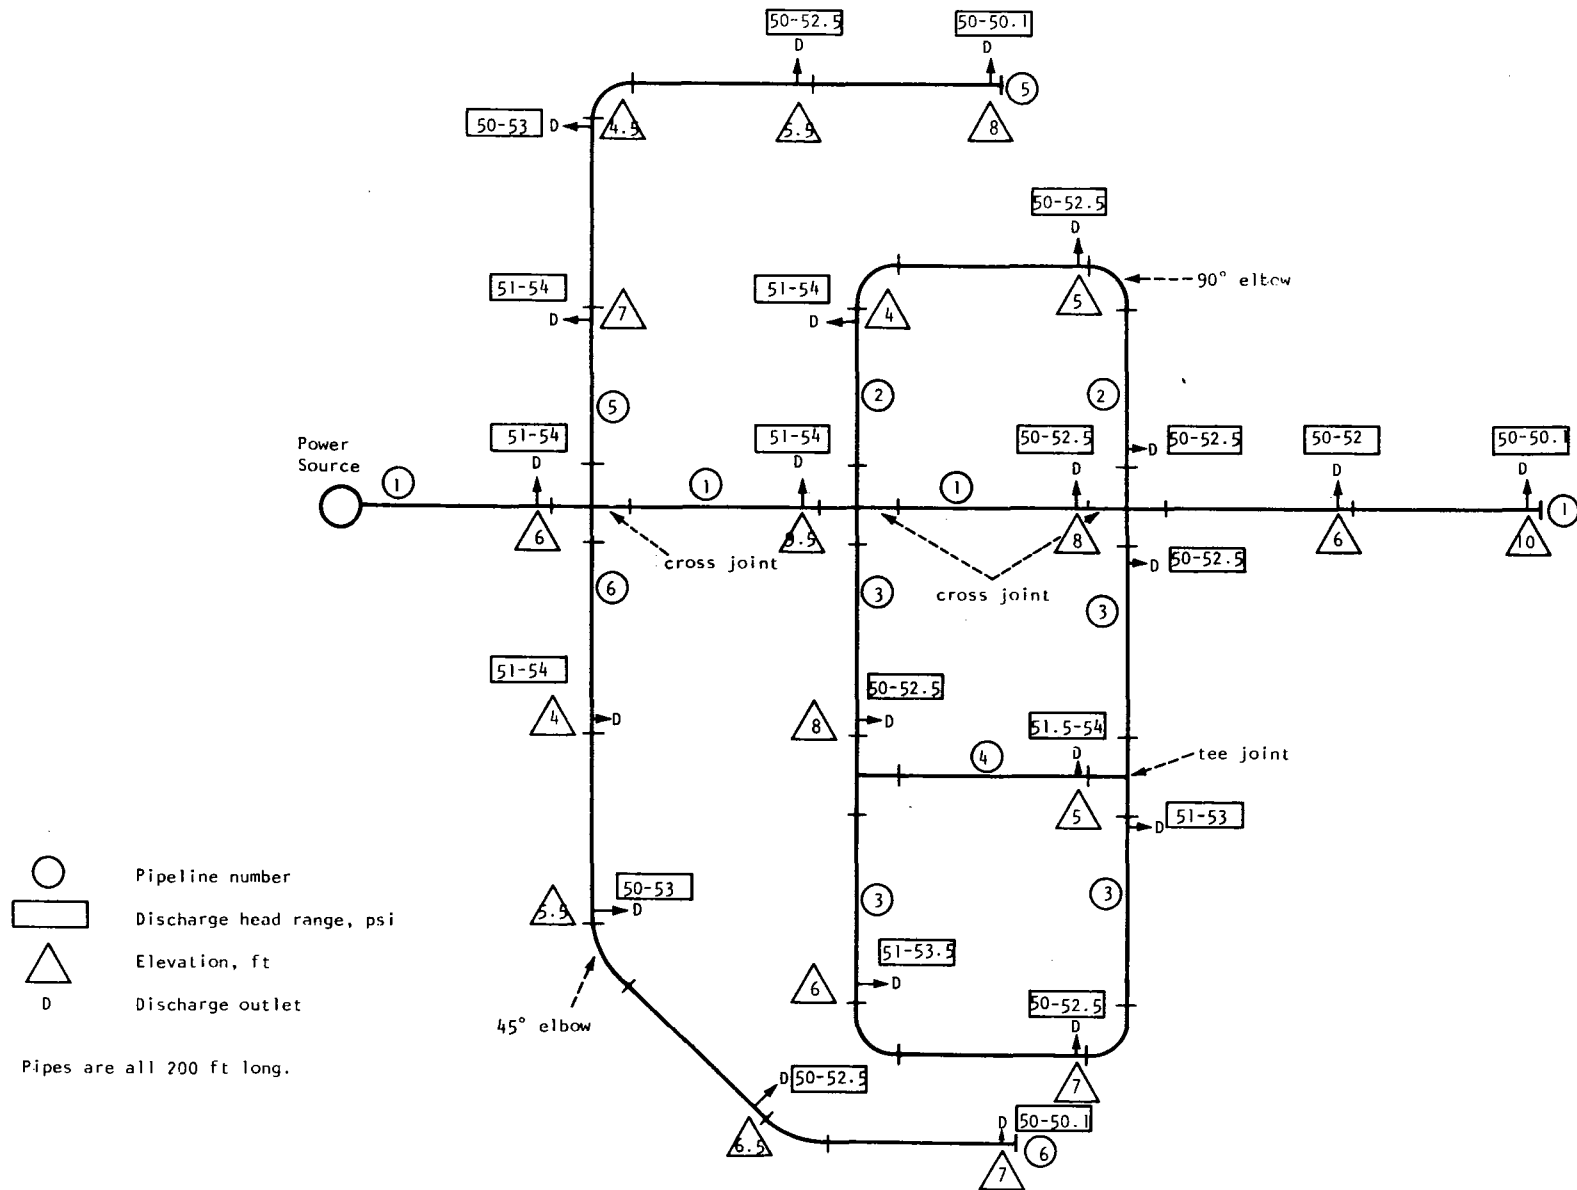 50-52.5
50-50.1
D
D
5
50-53
D
4.5
5.5
8
50-52.5
D
51-54
51-54
90° elbow
D
7
D
4
5
5
2
2
Power
Source
51-54
51-54
50-52.5
50-52.5
50-52
50-50.1
1
D
1
D
1
D
D
D
D
1
6
9.5
8
6
10
cross joint
50-52.5
D
6
3
cross joint
3
51-54
50-52.5
4
D
8
D
51.5-54
D
4
tee joint
5
51-53
D
Pipeline number
50-53
5.5
D
3
3
Discharge head range, psi
51-53.5
Elevation, ft
6
D
50-52.5
D
D
Discharge outlet
45° elbow
Pipes are all 200 ft long.
D
50-52.5
7
D
50-50.1
6.5
6
7